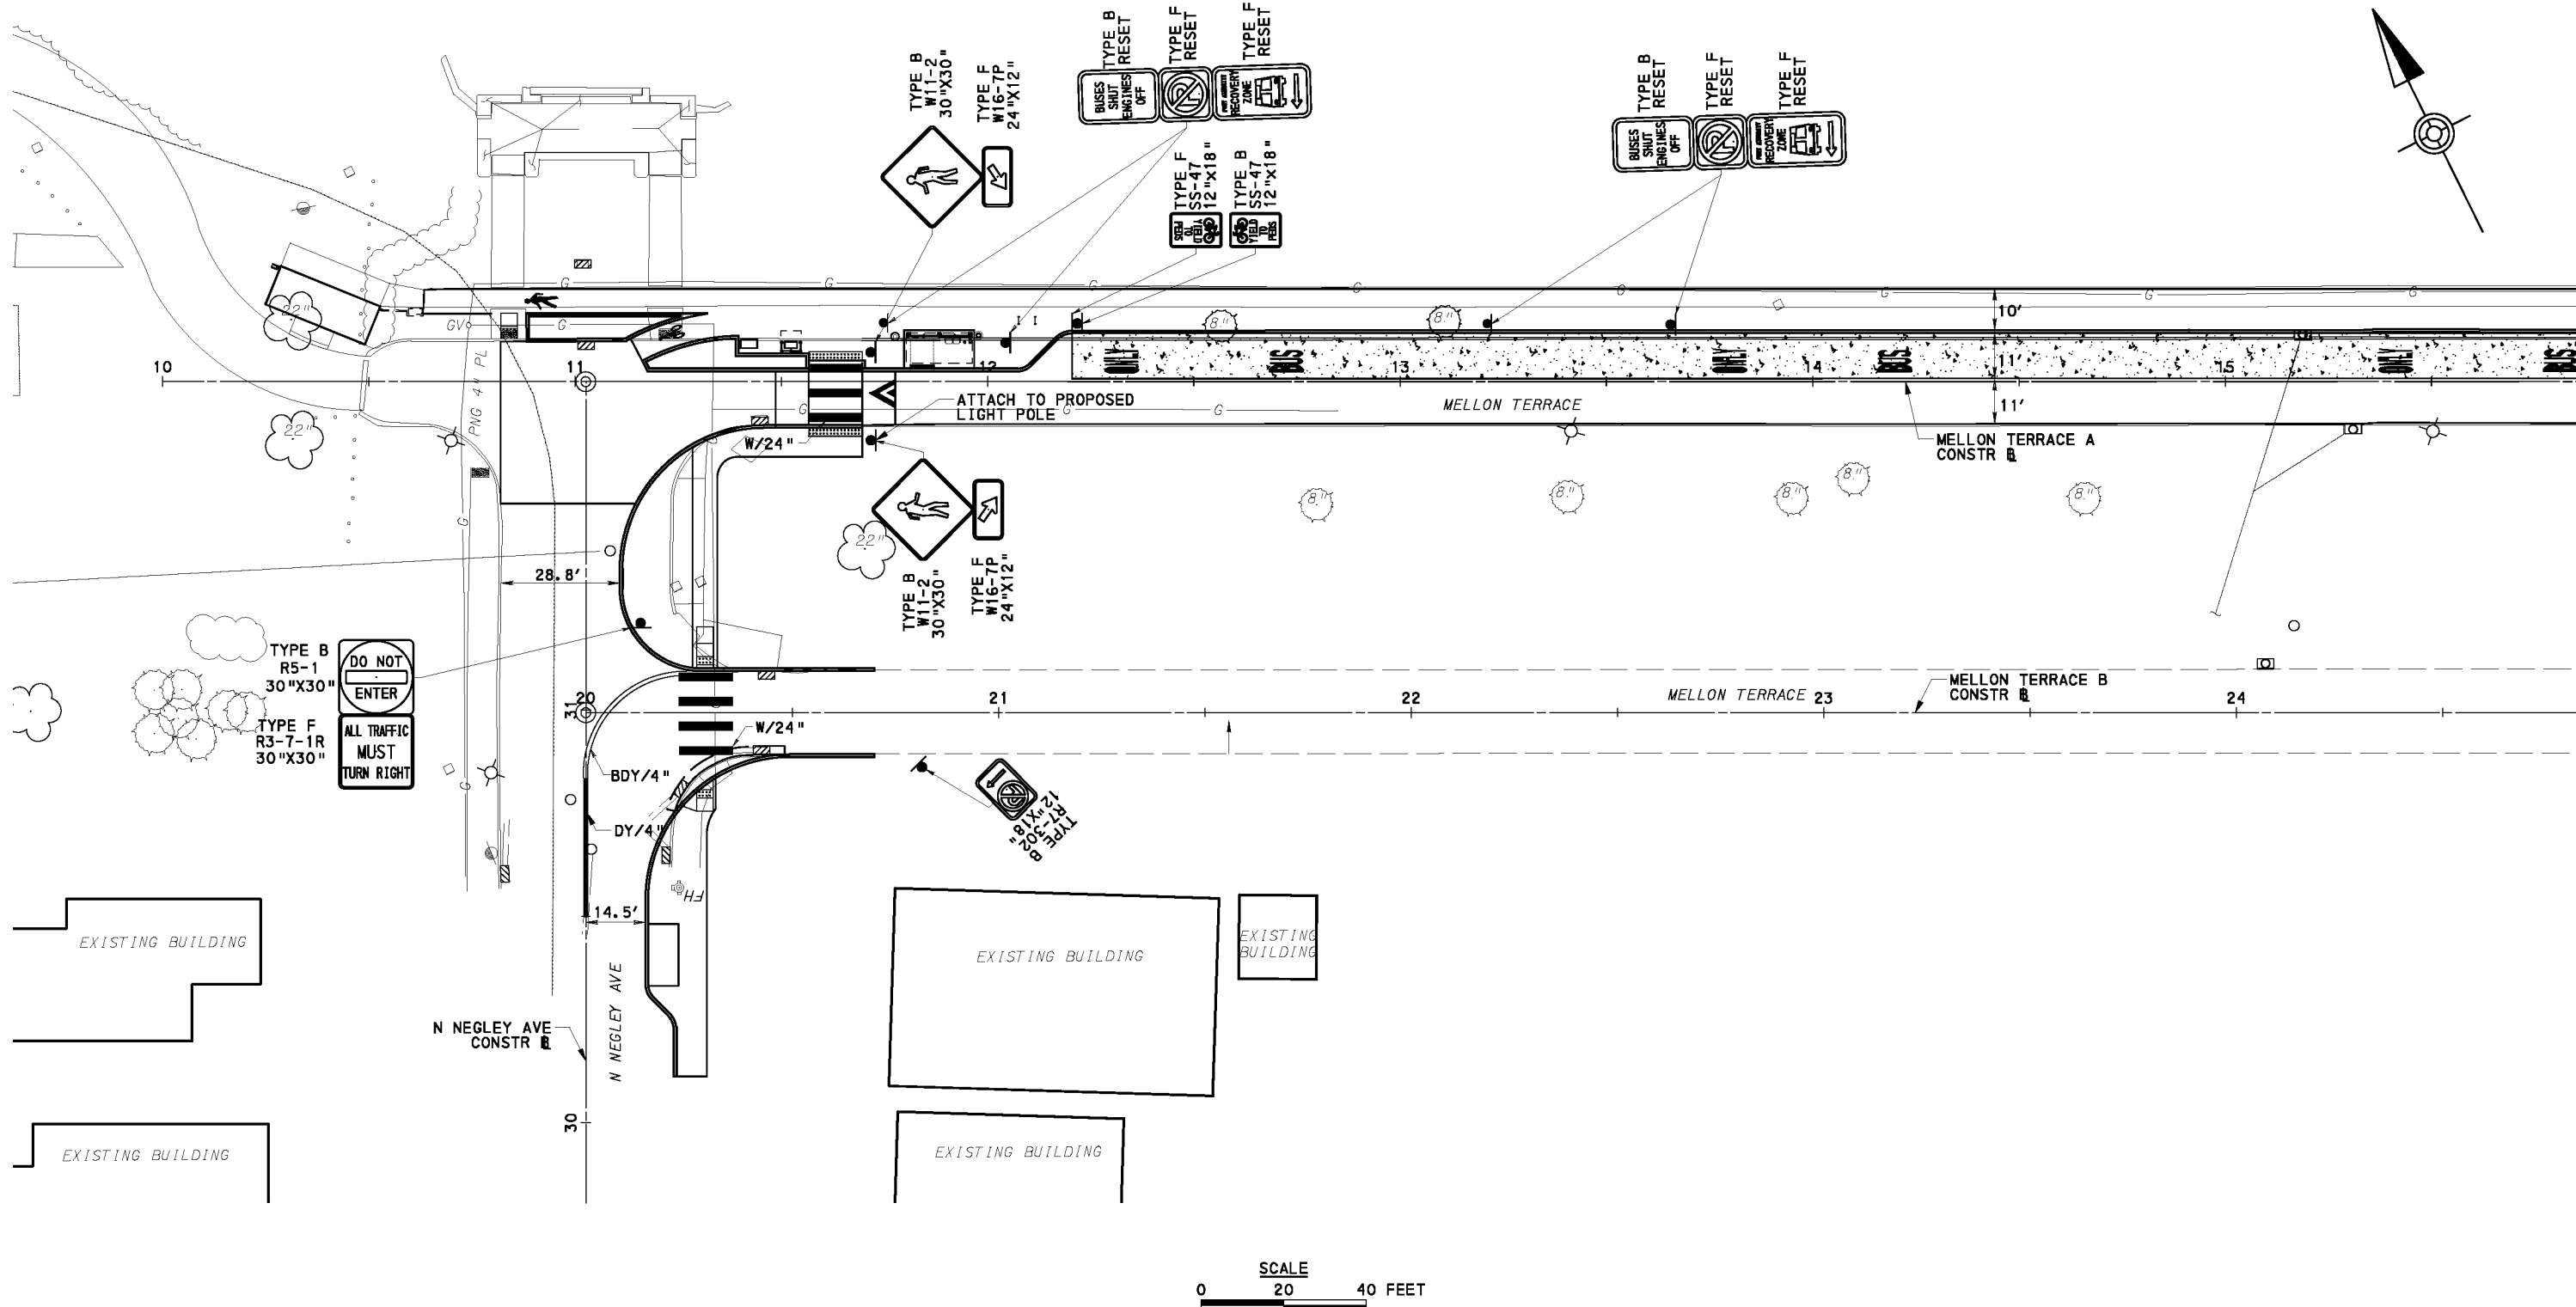 TYPE B
W11-2
30"X30"
TYPE F
W16-7P
24"X12"
TYPE B
RESET
TYPE F
RESET
TYPE F
RESET
BUSES
SHUT
ENGINES
OFF
RECOVERY
ZONE
TYPE F
SS-47
12"X18"
TYPE B
SS-47
12"X18"
YIELD
TO
PEDS
YIELD
TO
PEDS
TYPE B
RESET
TYPE F
RESET
TYPE F
RESET
BUSES
SHUT
ENGINES
OFF
RECOVERY
ZONE
22"
G
G
G
G
G
G
G
G
GV
G
8"
8"
10'
10
11
12
13
14
15
ONLY
BUS
ONLY
BUS
ONLY
BUS
11'
11'
PNG 4" PL
G
G
G
ATTACH TO PROPOSED
LIGHT POLE
MELLON TERRACE
MELLON TERRACE A
CONSTR B
22"
W/24"
8"
8"
8"
8"
8"
22"
G
28.8'
TYPE B
W11-2
30"X30"
TYPE F
W16-7P
24"X12"
TYPE B
R5-1
30"X30"
DO NOT
ENTER
TYPE F
R3-7-1R
30"X30"
ALL TRAFFIC
MUST
TURN RIGHT
31
20
21
22
23
24
MELLON TERRACE
MELLON TERRACE B
CONSTR B
W/24"
BDY/4"
G
DY/4"
TYPE B
R7-302
12"X18"
FH
14.5'
EXISTING BUILDING
EXISTING BUILDING
EXISTING
BUILDING
N NEGLEY AVE
CONSTR B
N NEGLEY AVE
30
EXISTING BUILDING
EXISTING BUILDING
SCALE
0 20 40 FEET